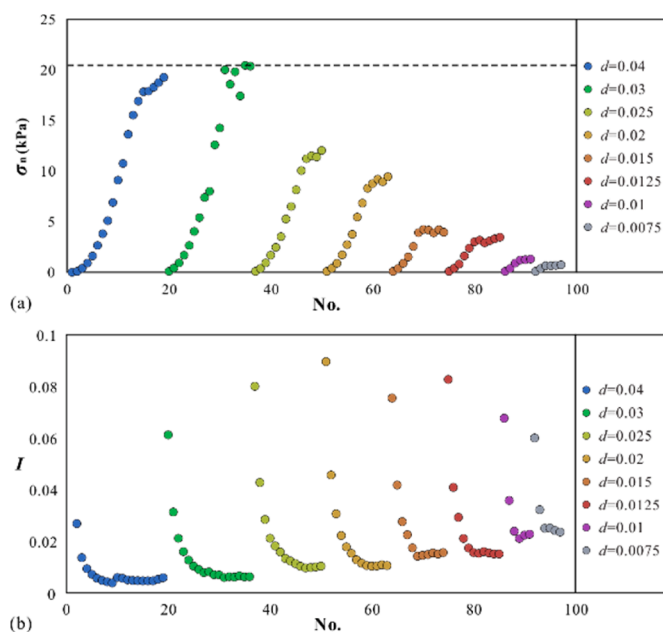 25
20
15
10
5
0
σn (kPa)
0 20 40 60 80 100
(a)
No.
d=0.04
d=0.03
d=0.025
d=0.02
d=0.015
d=0.0125
d=0.01
d=0.0075
0.1
0.08
0.06
0.04
0.02
0
I
0 20 40 60 80 100
(b)
No.
d=0.04
d=0.03
d=0.025
d=0.02
d=0.015
d=0.0125
d=0.01
d=0.0075